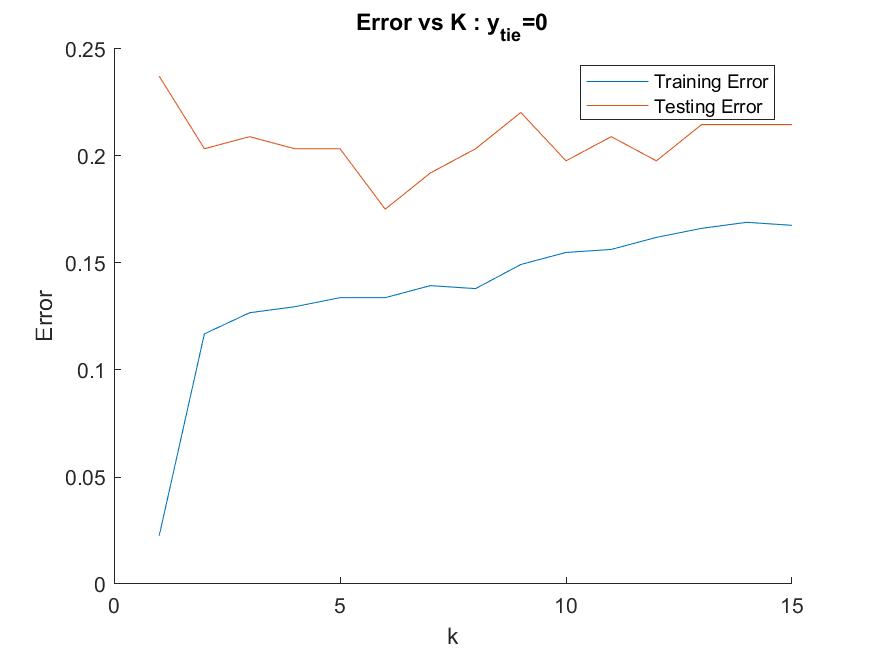 Error vs K : y_tie=0
0.25
0.2
0.15
0.1
0.05
0
Error
Training Error
Testing Error
0 5 10 15
k